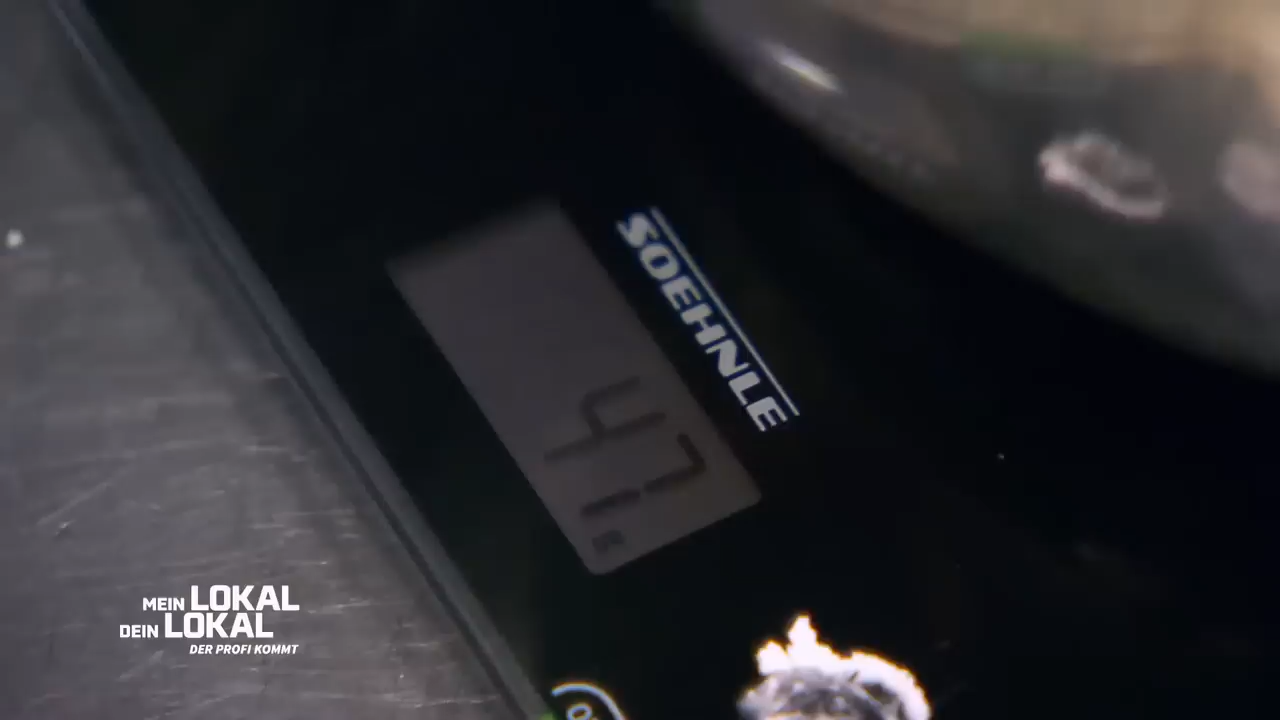 SOEHNLE
47
g
MEIN LOKAL
DEIN LOKAL
DER PROFI KOMMT